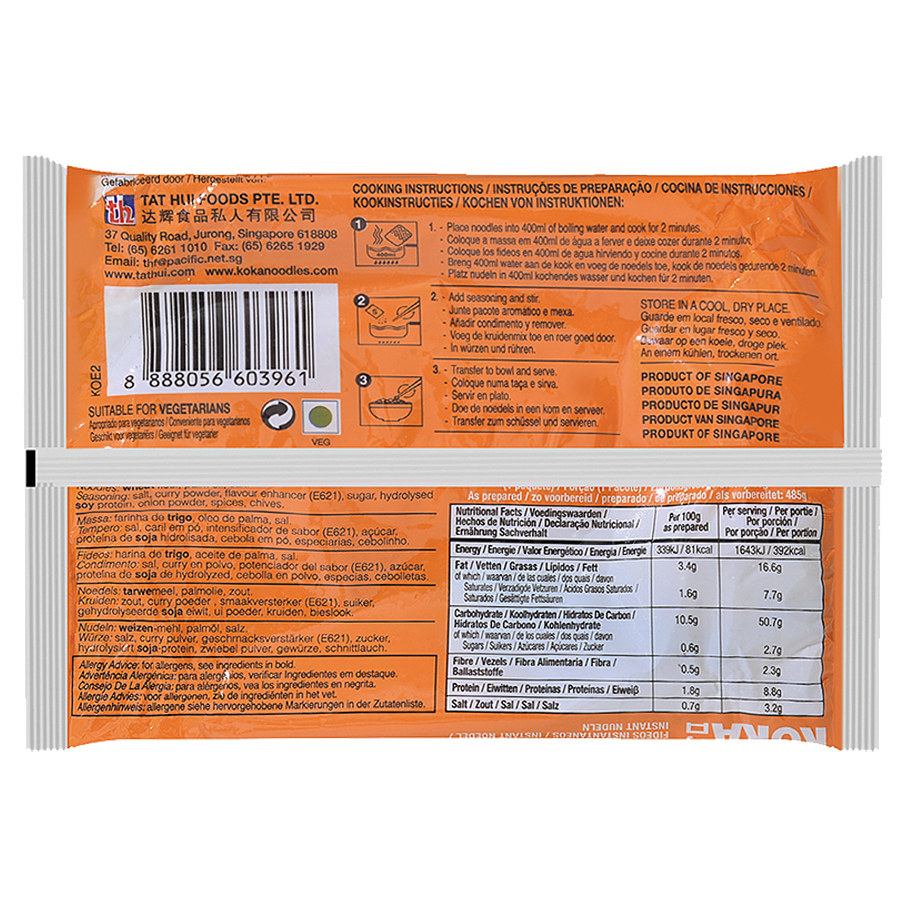 Gefabriceerd door / Hergestellt von:
th
TAT HUI FOODS PTE. LTD.
达辉食品私人有限公司
37 Quality Road, Jurong, Singapore 618808
Tel: (65) 6261 1010 Fax: (65) 6265 1929
Email: thf@pacific.net.sg
www.tathui.com www.kokanoodles.com
KOE2
8 888056 603961
SUITABLE FOR VEGETARIANS
Apropriado para vegetarianos / Conveniente para vegetarianos
Geschikt voor vegetariërs / Geeignet für vegetarier
VEG
COOKING INSTRUCTIONS / INSTRUÇÕES DE PREPARAÇÃO / COCINA DE INSTRUCCIONES /
KOOKINSTRUCTIES / KOCHEN VON INSTRUKTIONEN:
1
400ml
1. - Place noodles into 400ml of boiling water and cook for 2 minutes.
- Coloque a massa em 400ml de água a ferver e deixe cozer durante 2 minutos.
- Coloque los fideos en 400ml de agua hirviendo y cocine durante 2 minutos.
- Breng 400ml water aan de kook en voeg de noedels toe, kook de noedels gedurende 2 minuten.
- Platz nudeln in 400ml kochendes wasser und kochen für 2 minuten.
2
2. - Add seasoning and stir.
- Junte pacote aromático e mexa.
- Añadir condimento y remover.
- Voeg de kruidenmix toe en roer goed door.
- In würzen und rühren.
3
3. - Transfer to bowl and serve.
- Coloque numa taça e sirva.
- Servir en plato.
- Doe de noedels in een kom en serveer.
- Transfer zum schüssel und servieren.
STORE IN A COOL, DRY PLACE.
Guarde em local fresco, seco e ventilado.
Guardar en lugar fresco y seco.
Bewaar op een koele, droge plek.
An einem kühlen, trockenen ort.
PRODUCT OF SINGAPORE
PRODUTO DE SINGAPURA
PRODUCTO DE SINGAPUR
PRODUCT VAN SINGAPORE
PRODUKT OF SINGAPORE
Seasoning: salt, curry powder, flavour enhancer (E621), sugar, hydrolysed
soy protein, onion powder, spices, chives.
Massa: farinha de trigo, oleo de palma, sal.
Tempero: sal, caril em pó, intensificador de sabor (E621), açúcar,
proteína de soja hidrolisada, cebola em pó, especiarias, cebolinho.
Fideos: harina de trigo, aceite de palma, sal.
Condimento: sal, curry en polvo, potenciador del sabor (E621), azúcar,
proteína de soja de hydrolyzed, cebolla en polvo, especias, cebolletas.
Noedels: tarwemeel, palmolie, zout.
Kruiden: zout, curry poeder, smaakversterker (E621), suiker,
gehydrolyseerd soja eiwit, ui poeder, kruiden, bieslook.
Nudeln: weizen-mehl, palmöl, salz.
Würze: salz, curry pulver, geschmacksverstärker (E621), zucker,
hydrolysiert soja-protein, zwiebel pulver, gewürze, schnittlauch.
Allergy Advice: for allergens, see ingredients in bold.
Advertência Alergénica: para alergénios, verificar Ingredientes em destaque.
Consejo De La Alergia: para alérgenos, vea los ingredientes en negrita.
Allergie Advies: voor allergenen, zij de ingrediënten in het vet.
Allergenhinweis: allergene siehe hervorgehobene Markierungen in der Zutatenliste.
As prepared / zo voorbereid / preparado / de preparado / als vorbereitet: 485g
Nutritional Facts / Voedingswaarden /
Hechos de Nutrición / Declaração Nutricional /
Ernährung Sachverhalt
Per 100g
as prepared
Per serving / Per portie /
Por porción /
Por porção / Per portion
Energy / Energie / Valor Energético / Energia / Energie 339kJ / 81kcal 1643kJ / 392kcal
Fat / Vetten / Grasas / Lípidos / Fett 3.4g 16.6g
of which / waarvan / de las cuales / dos quais / davon
Saturates / Verzadigde Vetzuren / Ácidos Grasos Saturados /
Saturados / Gesättigte Fettsäuren 1.6g 7.7g
Carbohydrate / Koolhydraten / Hidratos De Carbon /
Hidratos De Carbono / Kohlenhydrate 10.5g 50.7g
of which / waarvan / de los cuales / dos quais / davon
Sugars / Suikers / Azúcares / Açúcares / Zucker 0.6g 2.7g
Fibre / Vezels / Fibra Alimentaria / Fibra /
Ballaststoffe 0.5g 2.3g
Protein / Eiwitten / Proteinas / Proteinas / Eiweiß 1.8g 8.8g
Salt / Zout / Sal / Sal / Salz 0.7g 3.2g
KOKA
FIDEOS INSTANTÁNEOS / INSTANT NOEDEL /
INSTANT NUDELN